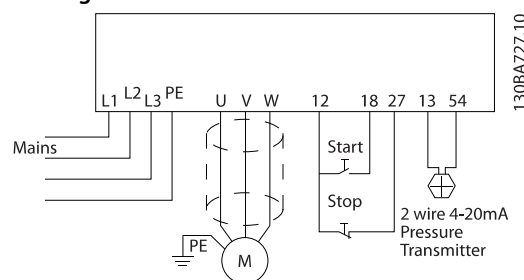 130BA727.10
L1 L2 L3 PE U V W 12 18 27 13 54
Mains
Start
Stop
PE
M
2 wire 4-20mA
Pressure
Transmitter